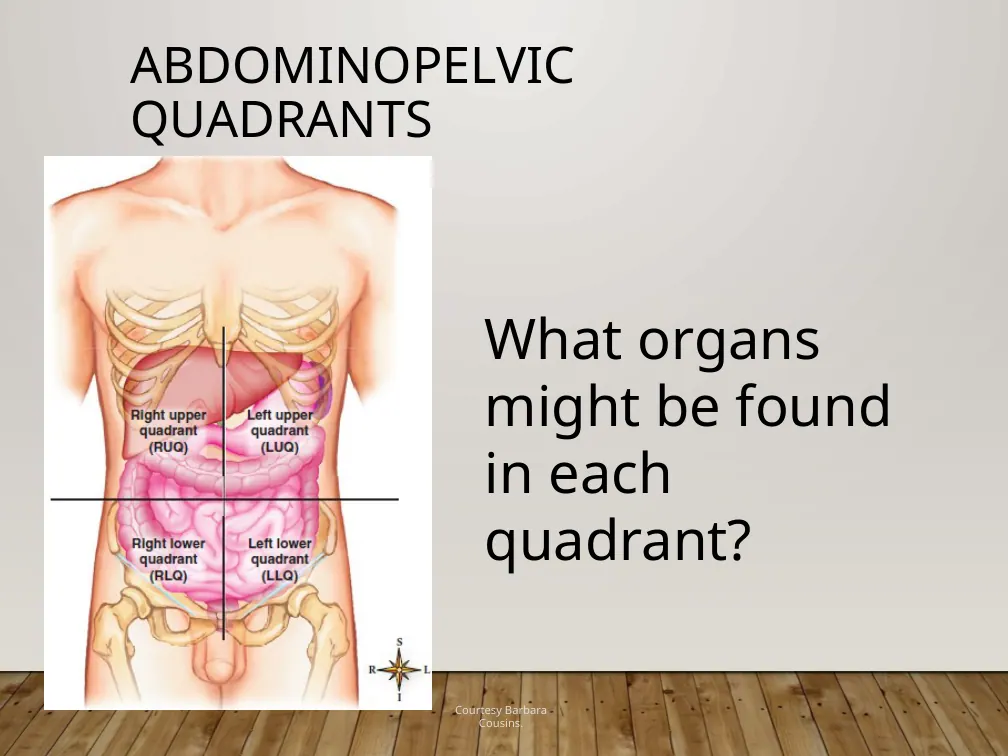 ABDOMINOPELVIC
QUADRANTS
Right upper
quadrant
(RUQ)
Left upper
quadrant
(LUQ)
Right lower
quadrant
(RLQ)
Left lower
quadrant
(LLQ)
S
R
L
I
What organs
might be found
in each
quadrant?
Courtesy Barbara
Cousins.